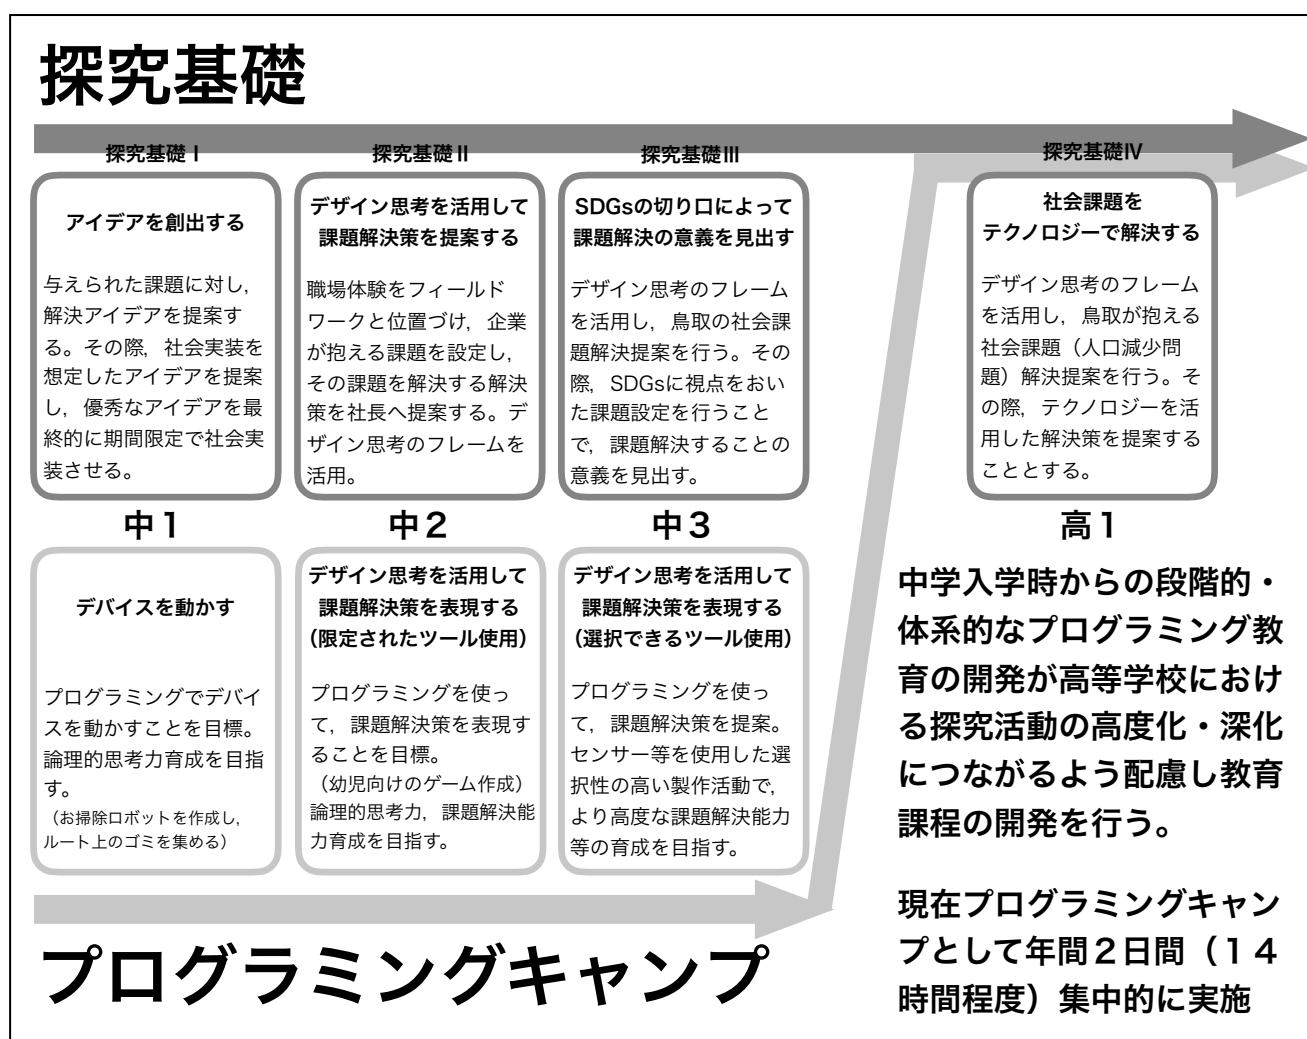 探究基礎
探究基礎Ⅰ
アイデアを創出する
与えられた課題に対し，
解決アイデアを提案す
る。その際，社会実装を
想定したアイデアを提案
し，優秀なアイデアを最
終的に期間限定で社会実
装させる。
中１
探究基礎Ⅱ
デザイン思考を活用して
課題解決策を提案する
職場体験をフィールド
ワークと位置づけ，企業
が抱える課題を設定し，
その課題を解決する解決
策を社長へ提案する。デ
ザイン思考のフレームを
活用。
中２
探究基礎Ⅲ
SDGsの切り口によって
課題解決の意義を見出す
デザイン思考のフレーム
を活用し，鳥取の社会課
題解決提案を行う。その
際，SDGsに視点をおい
た課題設定を行うこと
で，課題解決することの
意義を見出す。
中３
探究基礎Ⅳ
社会課題を
テクノロジーで解決する
デザイン思考のフレーム
を活用し，鳥取が抱える
社会課題（人口減少問
題）解決提案を行う。そ
の際，テクノロジーを活
用した解決策を提案する
こととする。
高１
デバイスを動かす
プログラミングでデバイ
スを動かすことを目標。
論理的思考力育成を目指
す。
（お掃除ロボットを作成し，
ルート上のゴミを集める）
デザイン思考を活用して
課題解決策を表現する
（限定されたツール使用）
プログラミングを使っ
て，課題解決策を表現す
ることを目標。
（幼児向けのゲーム作成）
論理的思考力，課題解決能
力育成を目指す。
デザイン思考を活用して
課題解決策を表現する
（選択できるツール使用）
プログラミングを使っ
て，課題解決策を提案。
センサー等を使用した選
択性の高い製作活動で，
より高度な課題解決能力
等の育成を目指す。
プログラミングキャンプ
中学入学時からの段階的・
体系的なプログラミング教
育の開発が高等学校におけ
る探究活動の高度化・深化
につながるよう配慮し教育
課程の開発を行う。
現在プログラミングキャン
プとして年間２日間（１４
時間程度）集中的に実施